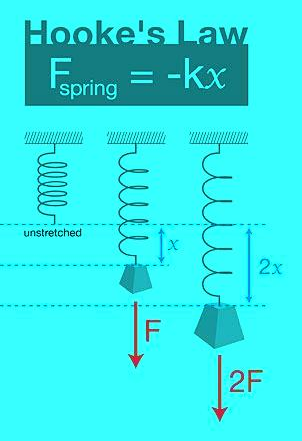 Hooke's Law
Fspring = -kx
unstretched
x
2x
F
2F